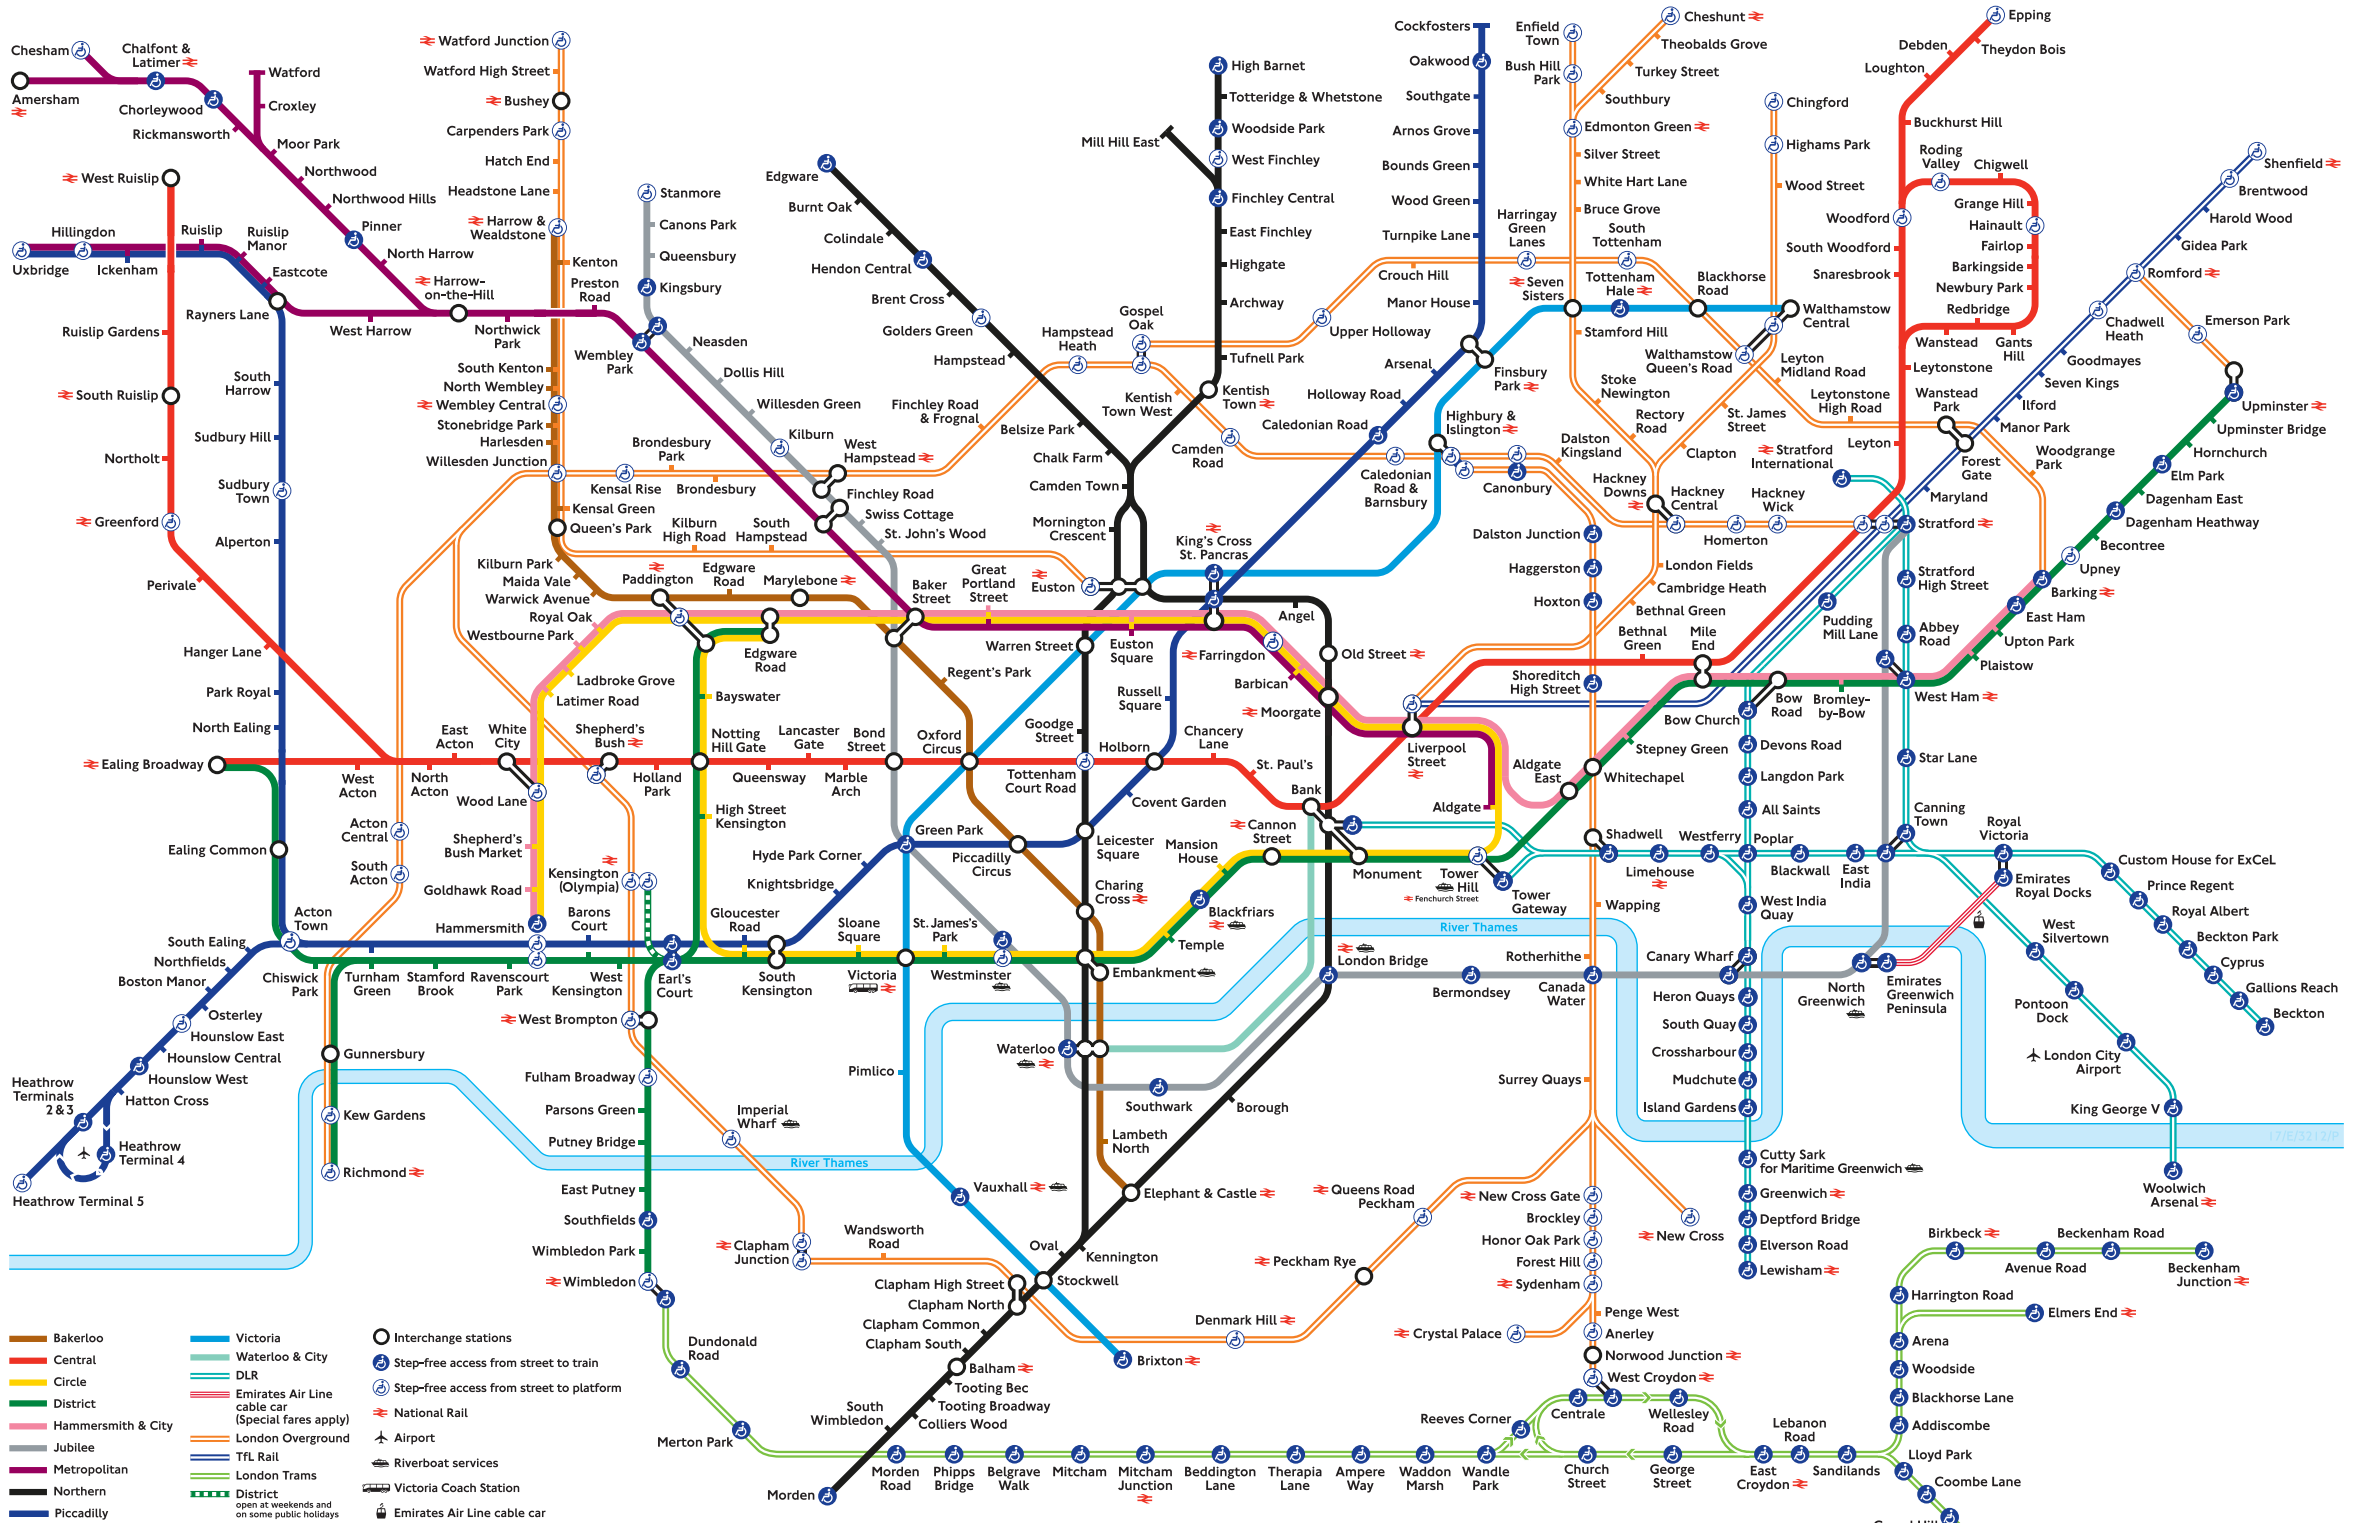 Chesham
Chalfont &
Latimer
Amersham
Chorleywood
Rickmansworth
Watford
Croxley
Moor Park
Northwood
Northwood Hills
Pinner
North Harrow
Harrow-
on-the-Hill
West Ruislip
Hillingdon
Uxbridge
Ickenham
Ruislip
Ruislip
Manor
Eastcote
Rayners Lane
West Harrow
Northwick
Park
Preston
Road
Wembley
Park
Ruislip Gardens
South Ruislip
Northolt
Greenford
Perivale
Hanger Lane
South
Harrow
Sudbury Hill
Sudbury
Town
Alperton
Park Royal
North Ealing
Ealing Broadway
Ealing Common
Watford Junction
Watford High Street
Bushey
Carpenders Park
Hatch End
Headstone Lane
Harrow &
Wealdstone
Kenton
South Kenton
North Wembley
Wembley Central
Stonebridge Park
Harlesden
Willesden Junction
Kensal Green
Queen's Park
Kilburn Park
Maida Vale
Warwick Avenue
Royal Oak
Westbourne Park
Ladbroke Grove
Latimer Road
Stanmore
Canons Park
Queensbury
Kingsbury
Neasden
Dollis Hill
Willesden Green
Kilburn
West
Hampstead
Finchley Road
Swiss Cottage
St. John's Wood
Brondesbury
Park
Kensal Rise
Brondesbury
Kilburn
High Road
South
Hampstead
Paddington
Edgware
Road
Marylebone
Baker
Street
Great
Portland
Street
Edgware
Road
Edgware
Burnt Oak
Colindale
Hendon Central
Brent Cross
Golders Green
Hampstead
Belsize Park
Chalk Farm
Camden Town
Mornington
Crescent
Euston
Finchley Road
& Frognal
Hampstead
Heath
Gospel
Oak
Kentish
Town West
Camden
Road
Mill Hill East
High Barnet
Totteridge & Whetstone
Woodside Park
West Finchley
Finchley Central
East Finchley
Highgate
Archway
Tufnell Park
Kentish
Town
King's Cross
St. Pancras
Cockfosters
Oakwood
Southgate
Arnos Grove
Bounds Green
Wood Green
Turnpike Lane
Manor House
Arsenal
Holloway Road
Caledonian Road
Finsbury
Park
Upper Holloway
Crouch Hill
Harringay
Green
Lanes
South
Tottenham
Highbury &
Islington
Caledonian
Road &
Barnsbury
Canonbury
Dalston
Kingsland
Enfield
Town
Bush Hill
Park
Cheshunt
Theobalds Grove
Turkey Street
Southbury
Edmonton Green
Silver Street
White Hart Lane
Bruce Grove
Seven
Sisters
Tottenham
Hale
Blackhorse
Road
Walthamstow
Central
Stamford Hill
Stoke
Newington
Rectory
Road
Clapton
St. James
Street
Walthamstow
Queen's Road
Leyton
Midland Road
Leytonstone
High Road
Chingford
Highams Park
Wood Street
Hackney
Downs
Hackney
Central
Homerton
Hackney
Wick
London Fields
Cambridge Heath
Bethnal Green
Dalston Junction
Haggerston
Hoxton
Shoreditch
High Street
Epping
Theydon Bois
Debden
Loughton
Buckhurst Hill
Roding
Valley
Chigwell
Grange Hill
Hainault
Fairlop
Barkingside
Newbury Park
Redbridge
Wanstead
Gants
Hill
Woodford
South Woodford
Snaresbrook
Leytonstone
Leyton
Wanstead
Park
Stratford
International
Stratford
Stratford
High Street
Abbey
Road
West Ham
Star Lane
Canning
Town
Pudding
Mill Lane
Shenfield
Brentwood
Harold Wood
Gidea Park
Romford
Emerson Park
Chadwell
Heath
Goodmayes
Seven Kings
Ilford
Manor Park
Forest
Gate
Woodgrange
Park
Maryland
Upminster
Upminster Bridge
Hornchurch
Elm Park
Dagenham East
Dagenham Heathway
Becontree
Upney
Barking
East Ham
Upton Park
Plaistow
Bromley-
by-Bow
Bow
Road
Bow Church
Mile
End
Bethnal
Green
Stepney Green
Whitechapel
Devons Road
Langdon Park
All Saints
Poplar
Westferry
Limehouse
Shadwell
Blackwall
East
India
Royal
Victoria
Custom House for ExCeL
Prince Regent
Royal Albert
Beckton Park
Cyprus
Gallions Reach
Beckton
Emirates
Royal Docks
West
Silvertown
Pontoon
Dock
London City
Airport
King George V
Woolwich
Arsenal
East
Acton
White
City
Shepherd's
Bush
West
Acton
North
Acton
Wood Lane
Holland
Park
Notting
Hill Gate
Bayswater
Queensway
Lancaster
Gate
Marble
Arch
Bond
Street
Oxford
Circus
Regent's Park
Warren Street
Euston
Square
Goodge
Street
Tottenham
Court Road
Russell
Square
Holborn
Chancery
Lane
St. Paul's
Bank
Farringdon
Barbican
Moorgate
Angel
Old Street
Liverpool
Street
Aldgate
East
Aldgate
Covent Garden
Leicester
Square
Piccadilly
Circus
Green Park
Hyde Park Corner
Knightsbridge
High Street
Kensington
Acton
Central
South
Acton
Shepherd's
Bush Market
Goldhawk Road
Hammersmith
Kensington
(Olympia)
Barons
Court
Gloucester
Road
Sloane
Square
St. James's
Park
Charing
Cross
Cannon
Street
Mansion
House
Monument
Blackfriars
Temple
Embankment
Tower
Hill
Fenchurch Street
Tower
Gateway
Wapping
Acton
Town
South Ealing
Northfields
Boston Manor
Osterley
Hounslow East
Hounslow Central
Hounslow West
Hatton Cross
Heathrow
Terminals
2 & 3
Heathrow
Terminal 4
Heathrow Terminal 5
Chiswick
Park
Turnham
Green
Stamford
Brook
Ravenscourt
Park
West
Kensington
Earl's
Court
South
Kensington
Victoria
Westminster
Gunnersbury
Kew Gardens
Richmond
West Brompton
Fulham Broadway
Parsons Green
Putney Bridge
East Putney
Southfields
Wimbledon Park
Wimbledon
Imperial
Wharf
Clapham
Junction
Wandsworth
Road
Clapham High Street
Clapham North
Clapham Common
Clapham South
Balham
Tooting Bec
Tooting Broadway
Colliers Wood
South
Wimbledon
Morden
Pimlico
Vauxhall
Stockwell
Brixton
Oval
Kennington
Waterloo
Southwark
Lambeth
North
Elephant & Castle
Borough
London Bridge
Bermondsey
Rotherhithe
Canada
Water
Surrey Quays
Canary Wharf
West India
Quay
Heron Quays
South Quay
Crossharbour
Mudchute
Island Gardens
Cutty Sark
for Maritime Greenwich
Greenwich
Deptford Bridge
Elverson Road
Lewisham
North
Greenwich
Emirates
Greenwich
Peninsula
River Thames
River Thames
17/E/3212/P
Queens Road
Peckham
Peckham Rye
Denmark Hill
New Cross Gate
New Cross
Brockley
Honor Oak Park
Forest Hill
Sydenham
Crystal Palace
Penge West
Anerley
Norwood Junction
West Croydon
Dundonald
Road
Merton Park
Morden
Road
Phipps
Bridge
Belgrave
Walk
Mitcham
Mitcham
Junction
Beddington
Lane
Therapia
Lane
Ampere
Way
Waddon
Marsh
Wandle
Park
Reeves Corner
Centrale
Wellesley
Road
Church
Street
George
Street
East
Croydon
Lebanon
Road
Sandilands
Lloyd Park
Coombe Lane
Addiscombe
Blackhorse Lane
Woodside
Arena
Elmers End
Harrington Road
Birkbeck
Avenue Road
Beckenham Road
Beckenham
Junction
Bakerloo
Central
Circle
District
Hammersmith & City
Jubilee
Metropolitan
Northern
Piccadilly
Victoria
Waterloo & City
DLR
Emirates Air Line
cable car
(Special fares apply)
London Overground
TfL Rail
London Trams
District
open at weekends and
on some public holidays
Interchange stations
Step-free access from street to train
Step-free access from street to platform
National Rail
Airport
Riverboat services
Victoria Coach Station
Emirates Air Line cable car